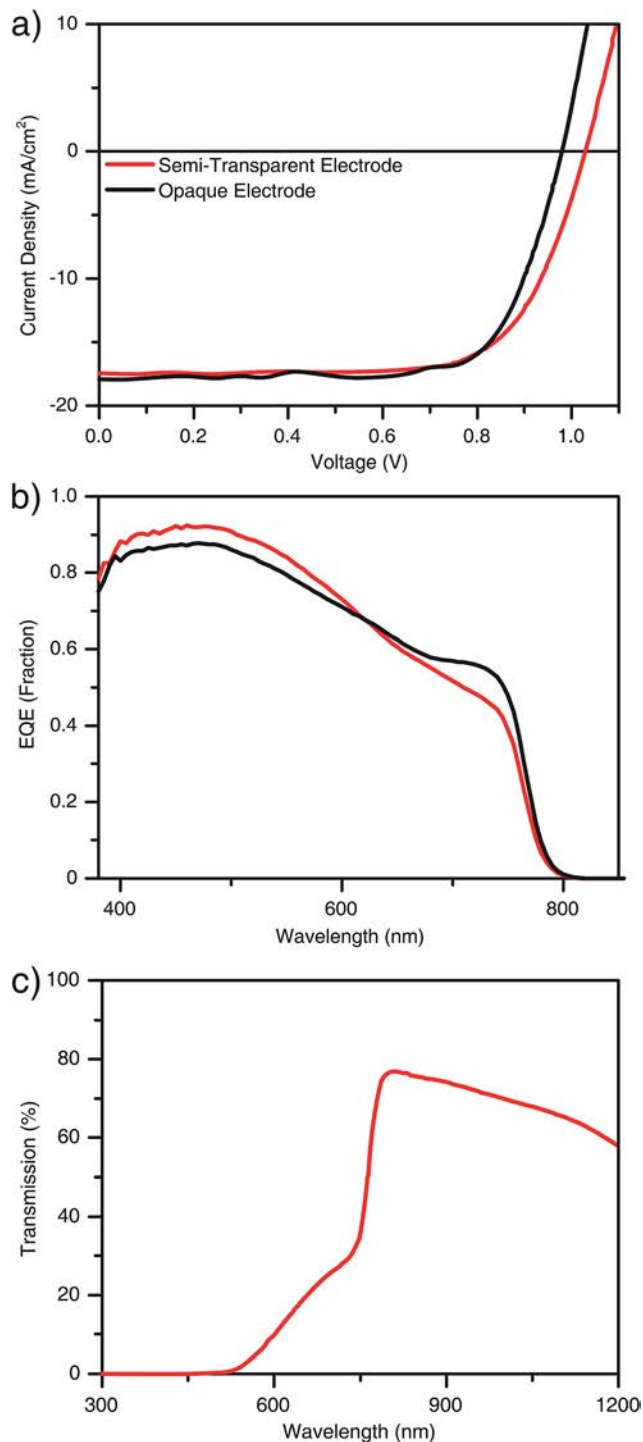 a)
10
0
-10
-20
Current Density (mA/cm²)
Semi-Transparent Electrode
Opaque Electrode
0.0 0.2 0.4 0.6 0.8 1.0
Voltage (V)
b)
1.0
0.8
0.6
0.4
0.2
0
EQE (Fraction)
400 600 800
Wavelength (nm)
c)
100
80
60
40
20
0
Transmission (%)
300 600 900 1200
Wavelength (nm)